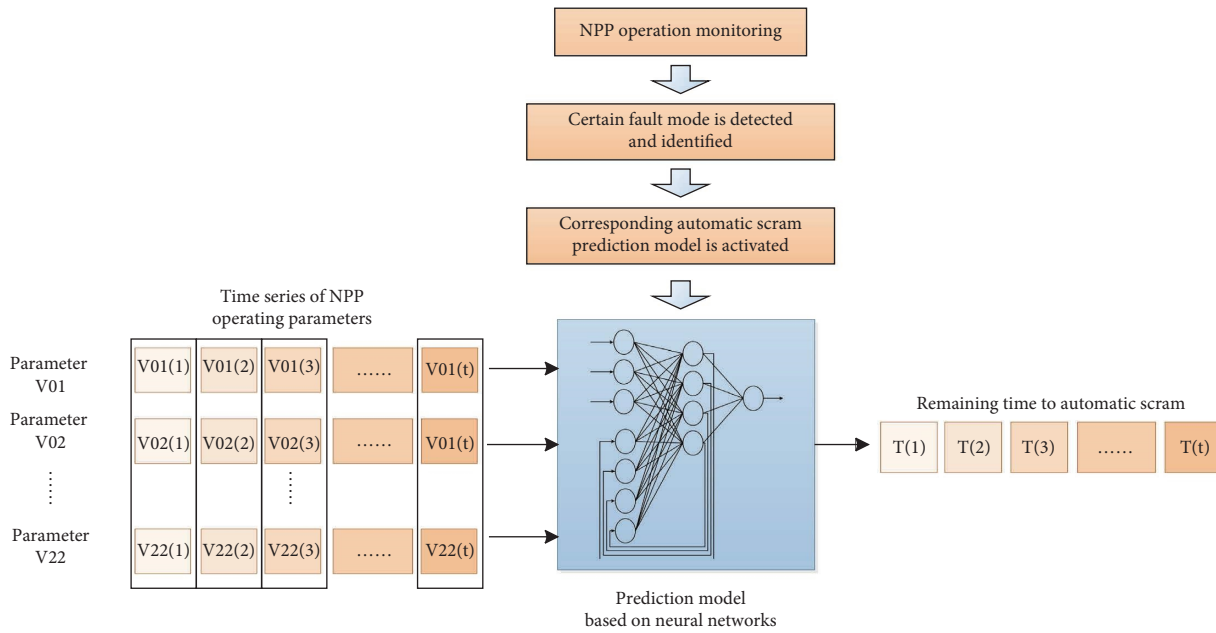 NPP operation monitoring
Certain fault mode is detected
and identified
Corresponding automatic scram
prediction model is activated
Time series of NPP
operating parameters
Parameter
V01
V01(1) V01(2) V01(3) …… V01(t)
Parameter
V02
V02(1) V02(2) V02(3) …… V01(t)
……
……
Parameter
V22
V22(1) V22(2) V22(3) …… V22(t)
Prediction model
based on neural networks
Remaining time to automatic scram
T(1) T(2) T(3) …… T(t)